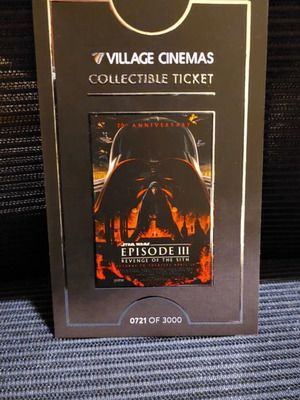 VILLAGE CINEMAS
COLLECTIBLE TICKET
20TH ANNIVERSARY
STAR WARS
EPISODE III
REVENGE OF THE SITH
0721 OF 3000